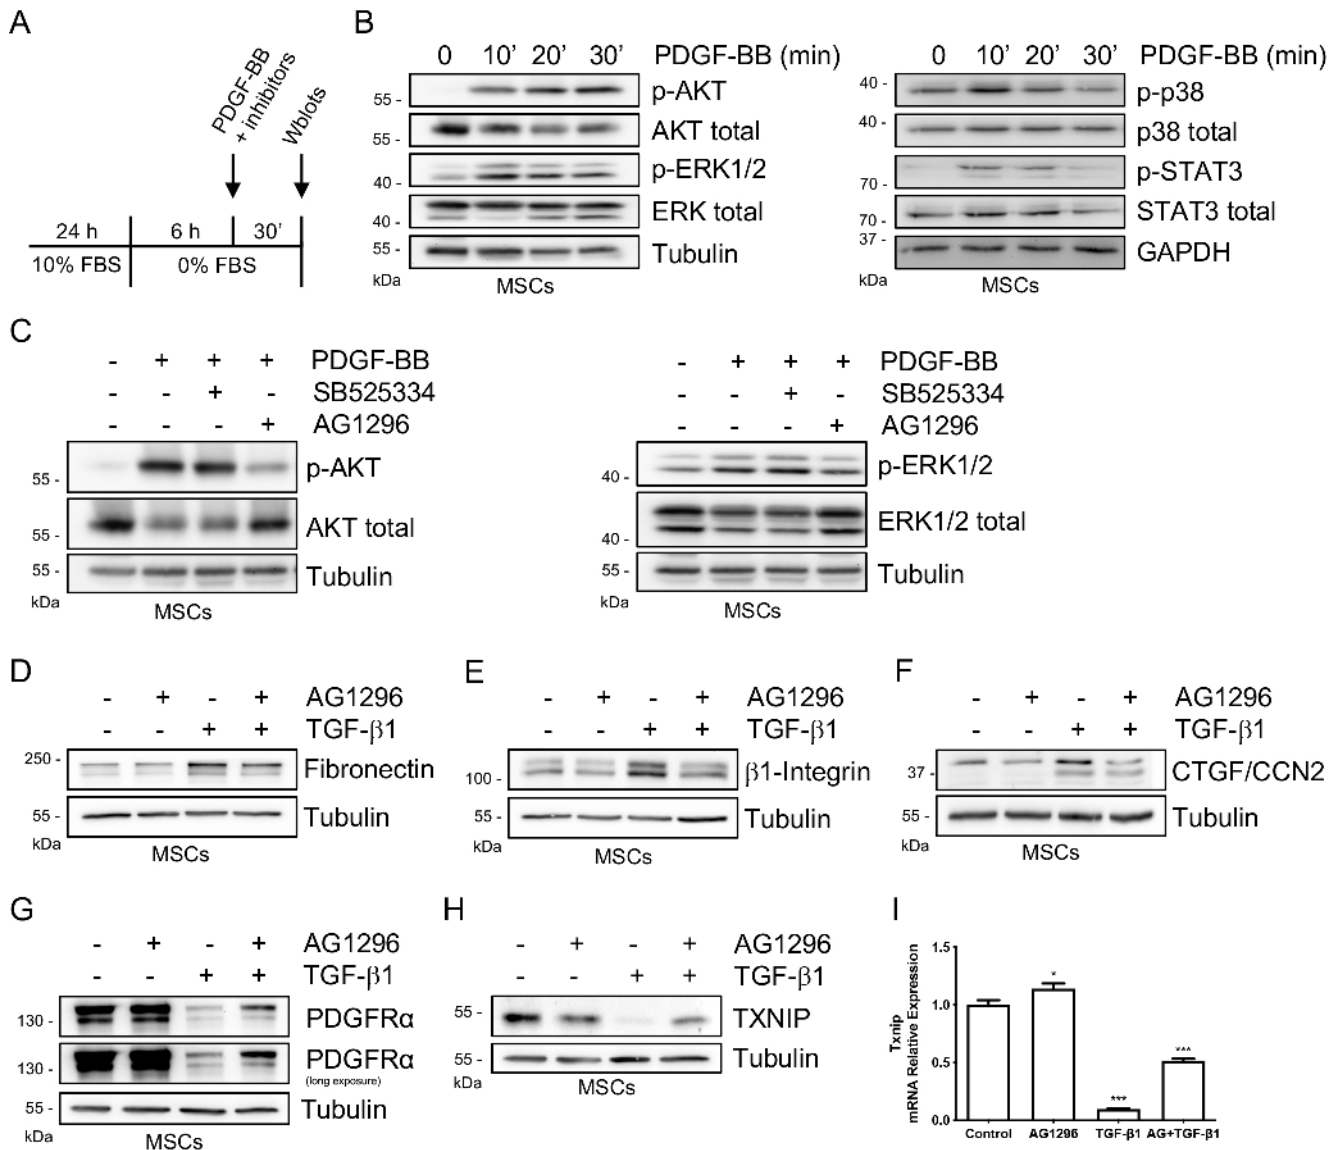 A
PDGF-BB
+ inhibitors
Wblots
24 h
6 h
30'
10% FBS
0% FBS
B
0 10' 20' 30' PDGF-BB (min)
55 - p-AKT
55 - AKT total
40 - p-ERK1/2
40 - ERK total
55 - Tubulin
kDa
MSCs
0 10' 20' 30' PDGF-BB (min)
40 - p-p38
40 - p38 total
70 - p-STAT3
70 - STAT3 total
37 - GAPDH
kDa
MSCs
C
- + + + PDGF-BB
- - + - SB525334
- - - + AG1296
55 - p-AKT
55 - AKT total
55 - Tubulin
kDa
MSCs
- + + + PDGF-BB
- - + - SB525334
- - - + AG1296
40 - p-ERK1/2
40 - ERK1/2 total
55 - Tubulin
kDa
MSCs
D
- + - + AG1296
- - + + TGF-β1
250 - Fibronectin
55 - Tubulin
kDa
MSCs
E
- + - + AG1296
- - + + TGF-β1
100 - β1-Integrin
55 - Tubulin
kDa
MSCs
F
- + - + AG1296
- - + + TGF-β1
37 - CTGF/CCN2
55 - Tubulin
kDa
MSCs
G
- + - + AG1296
- - + + TGF-β1
130 - PDGFRα
130 - PDGFRα
(long exposure)
55 - Tubulin
kDa
MSCs
H
- + - + AG1296
- - + + TGF-β1
55 - TXNIP
55 - Tubulin
kDa
MSCs
I
Txnip
mRNA Relative Expression
1.5
1.0
0.5
0.0
*
***
***
Control AG1296 TGF-β1 AG+TGF-β1